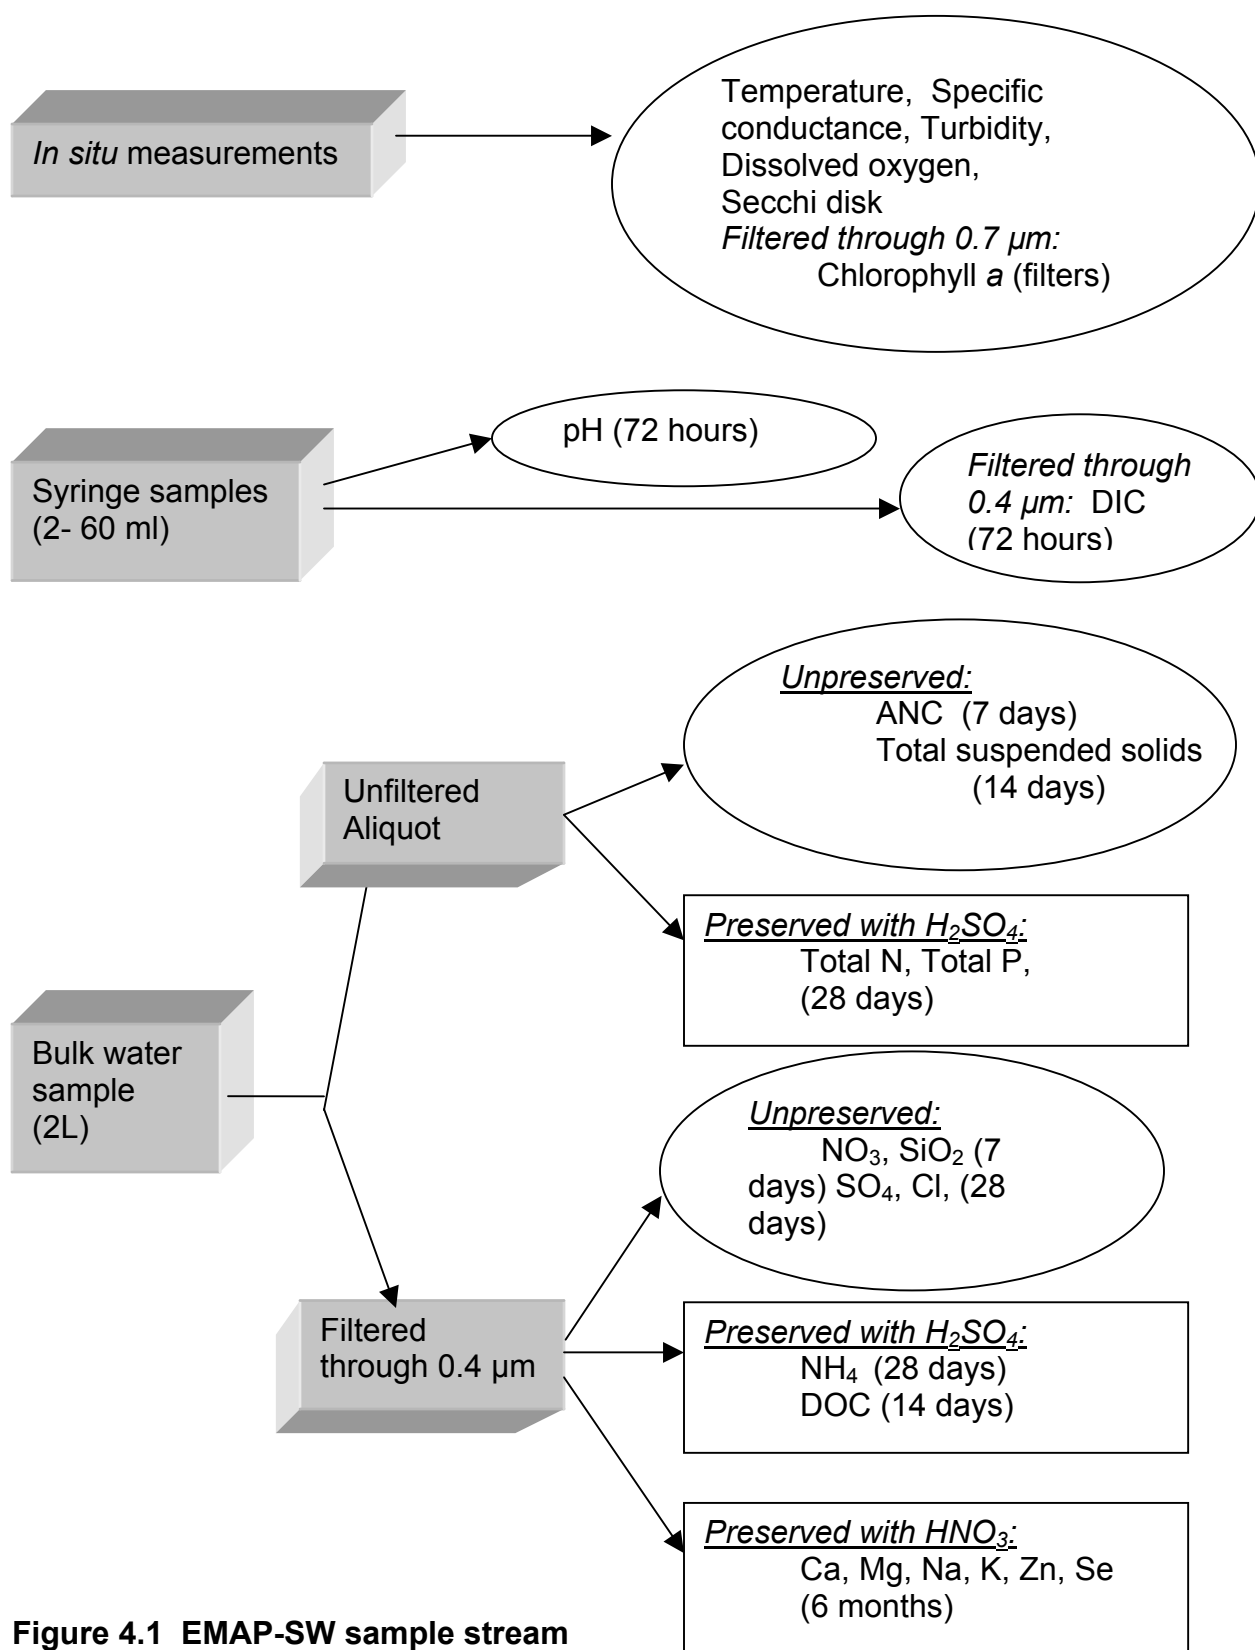 In situ measurements
Temperature, Specific
conductance, Turbidity,
Dissolved oxygen,
Secchi disk
Filtered through 0.7 µm:
Chlorophyll a (filters)
Syringe samples
(2- 60 ml)
pH (72 hours)
Filtered through
0.4 µm: DIC
(72 hours)
Unfiltered
Aliquot
Unpreserved:
ANC (7 days)
Total suspended solids
(14 days)
Preserved with H₂SO₄:
Total N, Total P,
(28 days)
Bulk water
sample
(2L)
Unpreserved:
NO₃, SiO₂ (7
days) SO₄, Cl, (28
days)
Filtered
through 0.4 µm
Preserved with H₂SO₄:
NH₄ (28 days)
DOC (14 days)
Preserved with HNO₃:
Ca, Mg, Na, K, Zn, Se
(6 months)
Figure 4.1 EMAP-SW sample stream